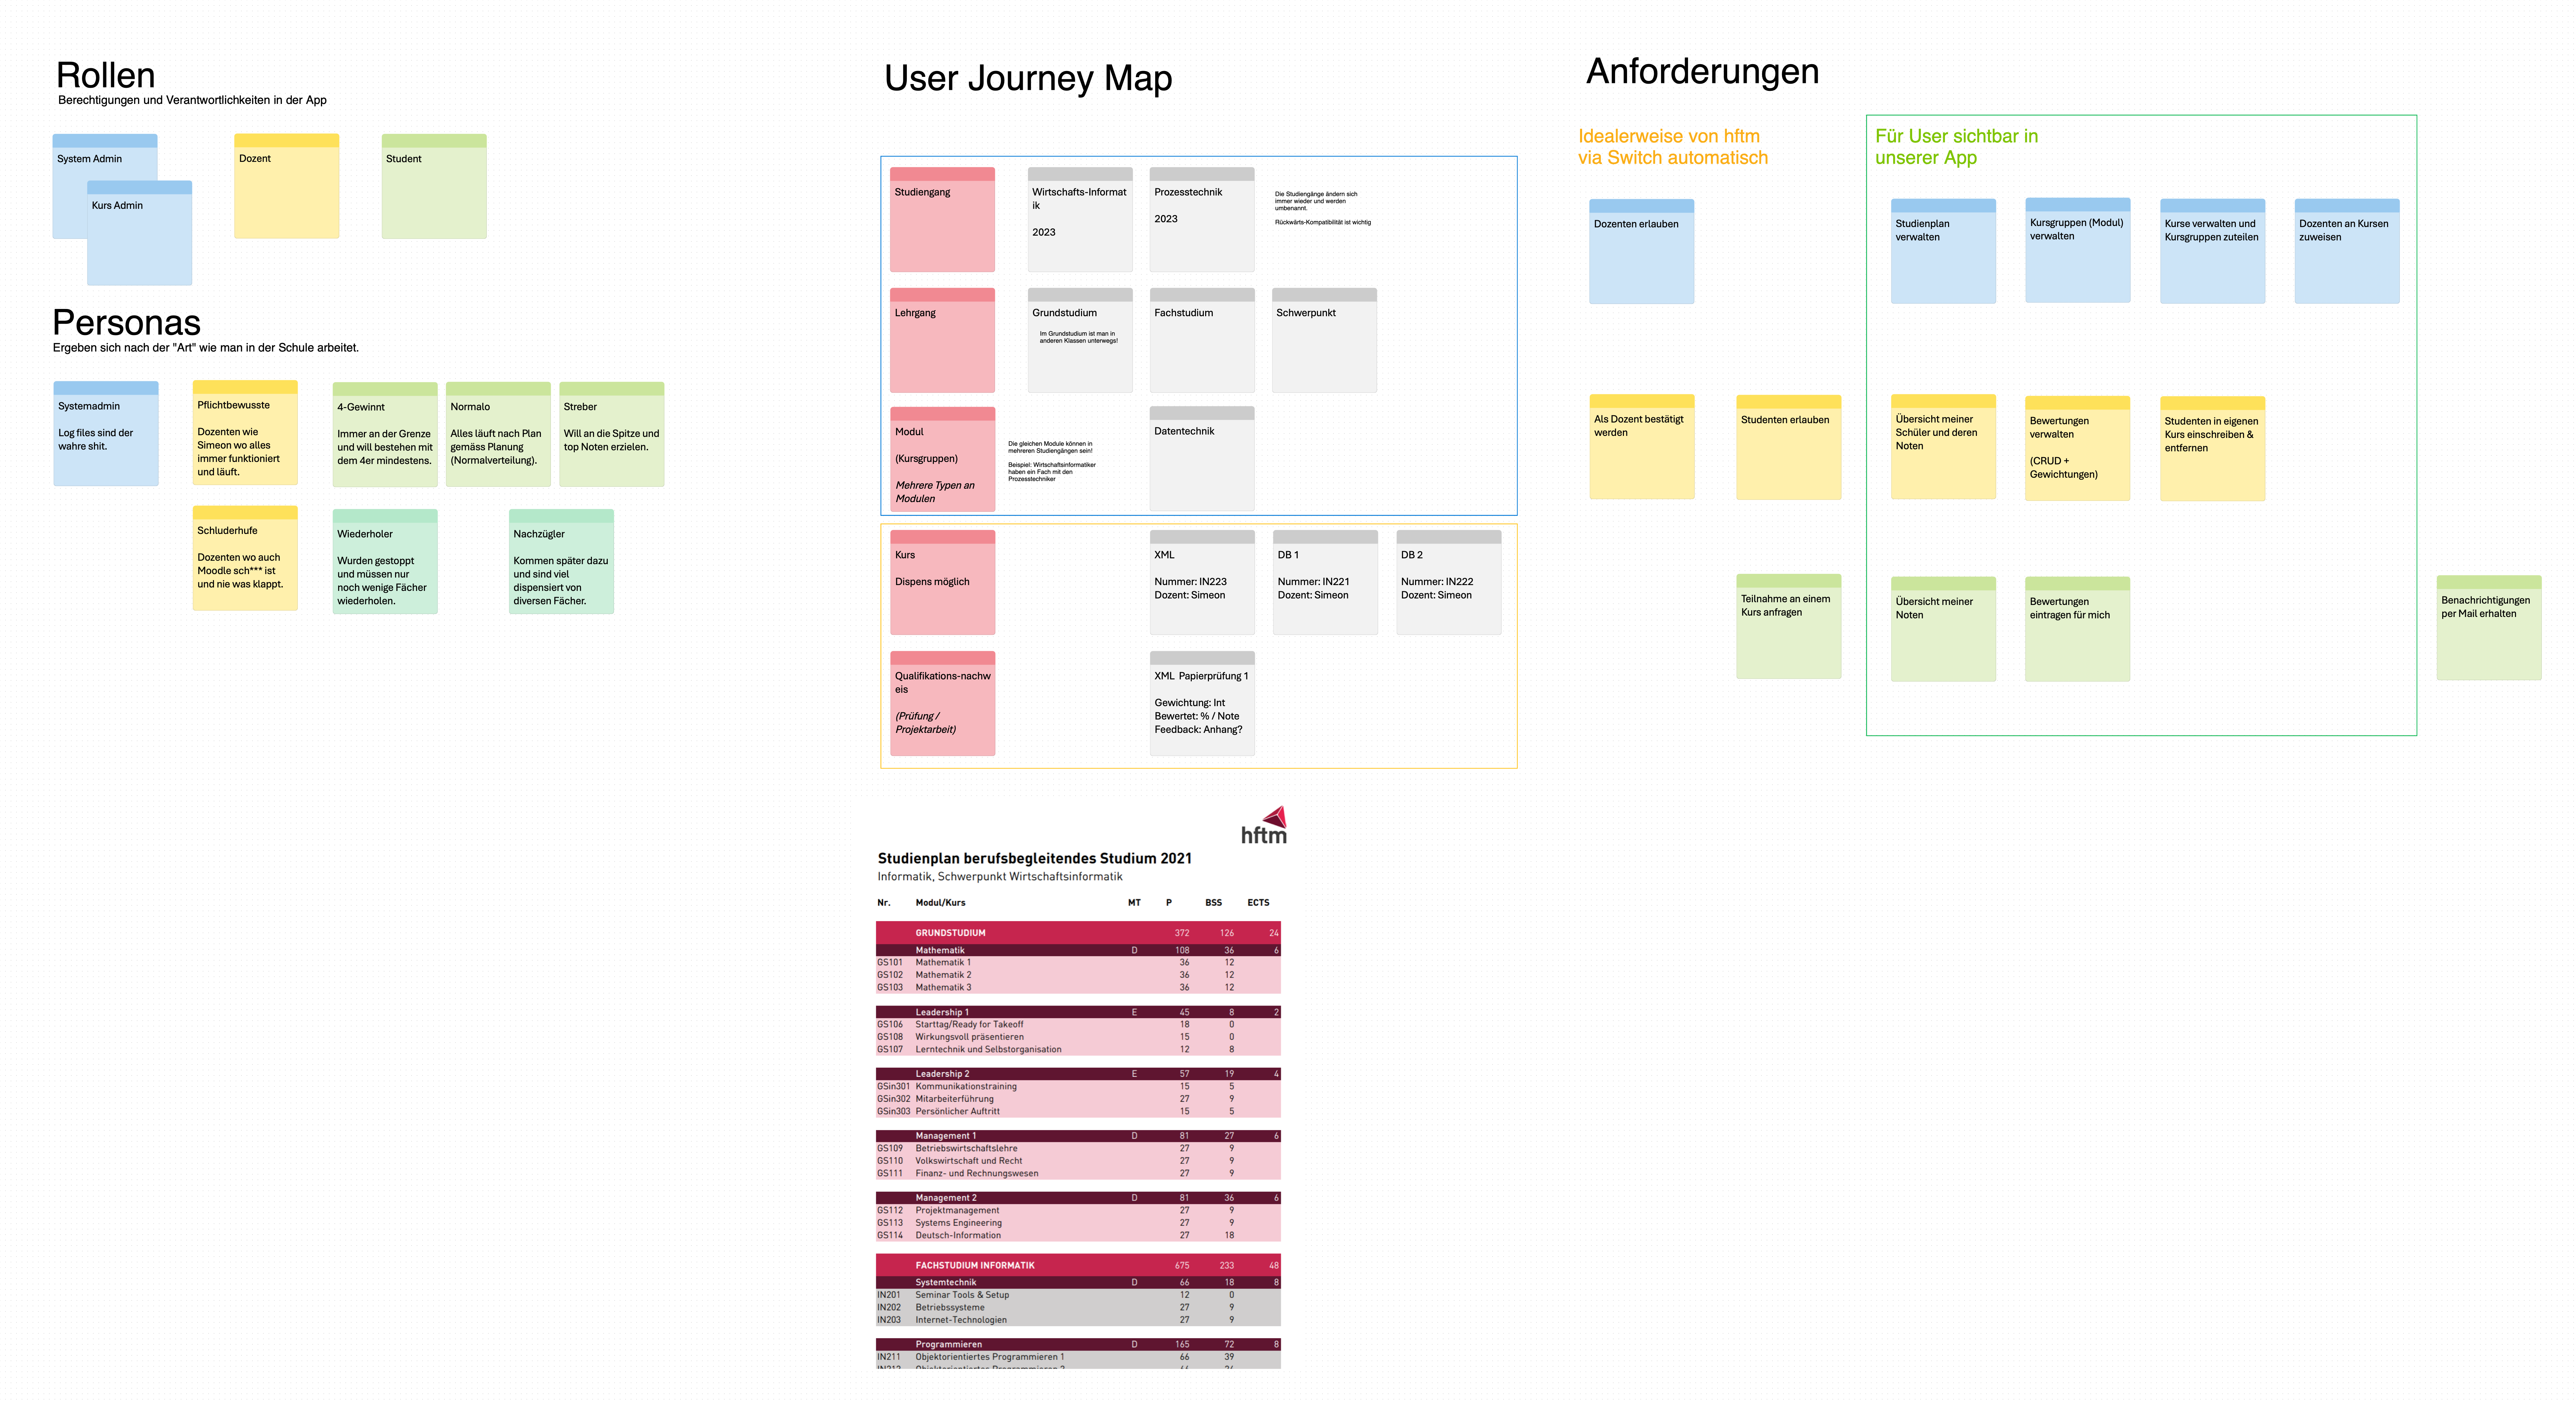 Rollen
Berechtigungen und Verantwortlichkeiten in der App
System Admin
Kurs Admin
Dozent
Student
Personas
Ergeben sich nach der "Art" wie man in der Schule arbeitet.
Systemadmin
Log files sind der
wahre shit.
Pflichtbewusste
Dozenten wie
Simeon wo alles
immer funktioniert
und läuft.
4-Gewinnt
Immer an der Grenze
und will bestehen mit
dem 4er mindestens.
Normalo
Alles läuft nach Plan
gemäss Planung
(Normalverteilung).
Streber
Will an die Spitze und
top Noten erzielen.
Schluderhufe
Dozenten wo auch
Moodle sch*** ist
und nie was klappt.
Wiederholer
Wurden gestoppt
und müssen nur
noch wenige Fächer
wiederholen.
Nachzügler
Kommen später dazu
und sind viel
dispensiert von
diversen Fächer.
User Journey Map
Studiengang
Wirtschafts-Informat
ik
2023
Prozesstechnik
2023
Die Studiengänge ändern sich
immer wieder und werden
umbenannt.
Rückwärts-Kompatibilität ist wichtig
Lehrgang
Grundstudium
Im Grundstudium ist man in
anderen Klassen unterwegs!
Fachstudium
Schwerpunkt
Modul
(Kursgruppen)
Mehrere Typen an
Modulen
Die gleichen Module können in
mehreren Studiengängen sein!
Beispiel: Wirtschaftsinformatiker
haben ein Fach mit den
Prozesstechniker
Datentechnik
Kurs
Dispens möglich
XML
Nummer: IN223
Dozent: Simeon
DB 1
Nummer: IN221
Dozent: Simeon
DB 2
Nummer: IN222
Dozent: Simeon
Qualifikations-nachw
eis
(Prüfung /
Projektarbeit)
XML Papierprüfung 1
Gewichtung: Int
Bewertet: % / Note
Feedback: Anhang?
hftm
Studienplan berufsbegleitendes Studium 2021
Informatik, Schwerpunkt Wirtschaftsinformatik
Nr. Modul/Kurs MT P BSS ECTS
GRUNDSTUDIUM 372 126 24
Mathematik D 108 36 6
GS101 Mathematik 1 36 12
GS102 Mathematik 2 36 12
GS103 Mathematik 3 36 12
Leadership 1 E 45 8 2
GS106 Starttag/Ready for Takeoff 18 0
GS108 Wirkungsvoll präsentieren 15 0
GS107 Lerntechnik und Selbstorganisation 12 8
Leadership 2 E 57 19 4
GSin301 Kommunikationstraining 15 5
GSin302 Mitarbeiterführung 27 9
GSin303 Persönlicher Auftritt 15 5
Management 1 D 81 27 6
GS109 Betriebswirtschaftslehre 27 9
GS110 Volkswirtschaft und Recht 27 9
GS111 Finanz- und Rechnungswesen 27 9
Management 2 D 81 36 6
GS112 Projektmanagement 27 9
GS113 Systems Engineering 27 9
GS114 Deutsch-Information 27 18
FACHSTUDIUM INFORMATIK 675 233 48
Systemtechnik D 66 18 8
IN201 Seminar Tools & Setup 12 0
IN202 Betriebssysteme 27 9
IN203 Internet-Technologien 27 9
Programmieren D 165 72 8
IN211 Objektorientiertes Programmieren 1 66 39
Anforderungen
Idealerweise von hftm
via Switch automatisch
Für User sichtbar in
unserer App
Dozenten erlauben
Studienplan
verwalten
Kursgruppen (Modul)
verwalten
Kurse verwalten und
Kursgruppen zuteilen
Dozenten an Kursen
zuweisen
Als Dozent bestätigt
werden
Studenten erlauben
Übersicht meiner
Schüler und deren
Noten
Bewertungen
verwalten
(CRUD +
Gewichtungen)
Studenten in eigenen
Kurs einschreiben &
entfernen
Teilnahme an einem
Kurs anfragen
Übersicht meiner
Noten
Bewertungen
eintragen für mich
Benachrichtigungen
per Mail erhalten